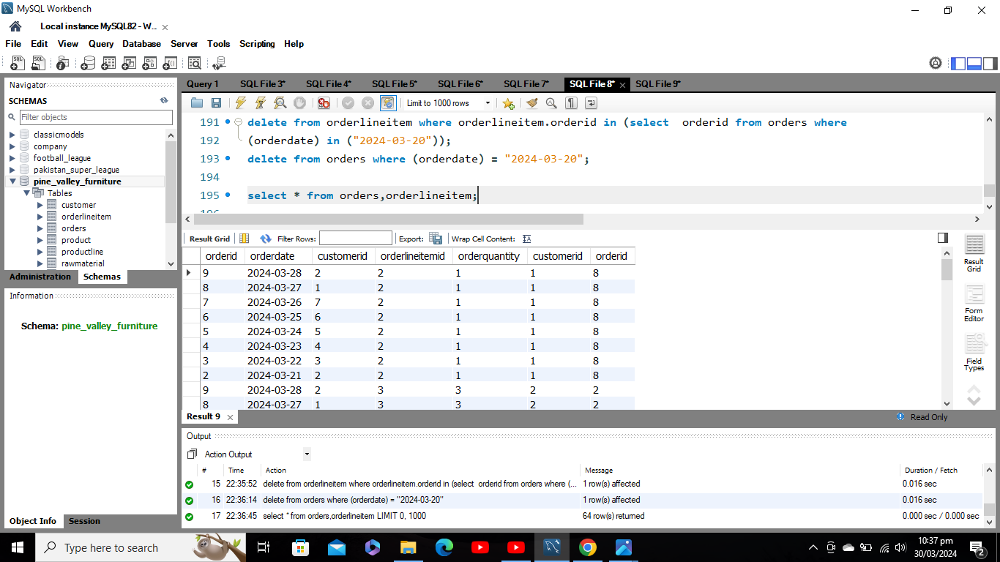 MySQL Workbench
Local instance MySQL82 - W...
File Edit View Query Database Server Tools Scripting Help
Navigator
SCHEMAS
Filter objects
classicmodels
company
football_league
pakistan_super_league
pine_valley_furniture
Tables
customer
orderlineitem
orders
product
productline
rawmaterial
Administration Schemas
Information
Schema: pine_valley_furniture
Object Info Session
Query 1 SQL File 3* SQL File 4* SQL File 5* SQL File 6* SQL File 7* SQL File 8* SQL File 9*
Limit to 1000 rows
191 delete from orderlineitem where orderlineitem.orderid in (select  orderid from orders where
192 (orderdate) in ("2024-03-20"));
193 delete from orders where (orderdate) = "2024-03-20";
194
195 select * from orders,orderlineitem;
Result Grid Filter Rows: Export: Wrap Cell Content:
orderid orderdate customerid orderlineitemid orderquantity customerid orderid
9 2024-03-28 2 2 1 1 8
8 2024-03-27 1 2 1 1 8
7 2024-03-26 7 2 1 1 8
6 2024-03-25 6 2 1 1 8
5 2024-03-24 5 2 1 1 8
4 2024-03-23 4 2 1 1 8
3 2024-03-22 3 2 1 1 8
2 2024-03-21 2 2 1 1 8
9 2024-03-28 2 3 3 2 2
8 2024-03-27 1 3 3 2 2
Result Grid
Form Editor
Field Types
Result 9
Read Only
Output
Action Output
# Time Action Message Duration / Fetch
15 22:35:52 delete from orderlineitem where orderlineitem.orderid in (select  orderid from orders where (... 1 row(s) affected 0.016 sec
16 22:36:14 delete from orders where (orderdate) = "2024-03-20" 1 row(s) affected 0.016 sec
17 22:36:45 select * from orders,orderlineitem LIMIT 0, 1000 64 row(s) returned 0.000 sec / 0.000 sec
Type here to search
10:37 pm
30/03/2024
2